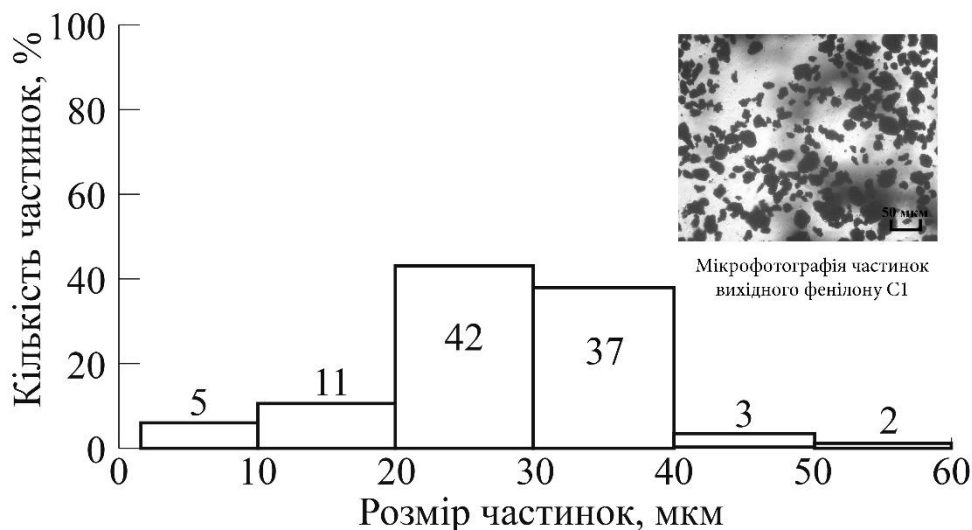 Кількість частинок, %
100
80
60
40
20
0
5
11
42
37
3
2
0 10 20 30 40 50 60
Розмір частинок, мкм
50 мкм
Мікрофотографія частинок
вихідного фенілону С1